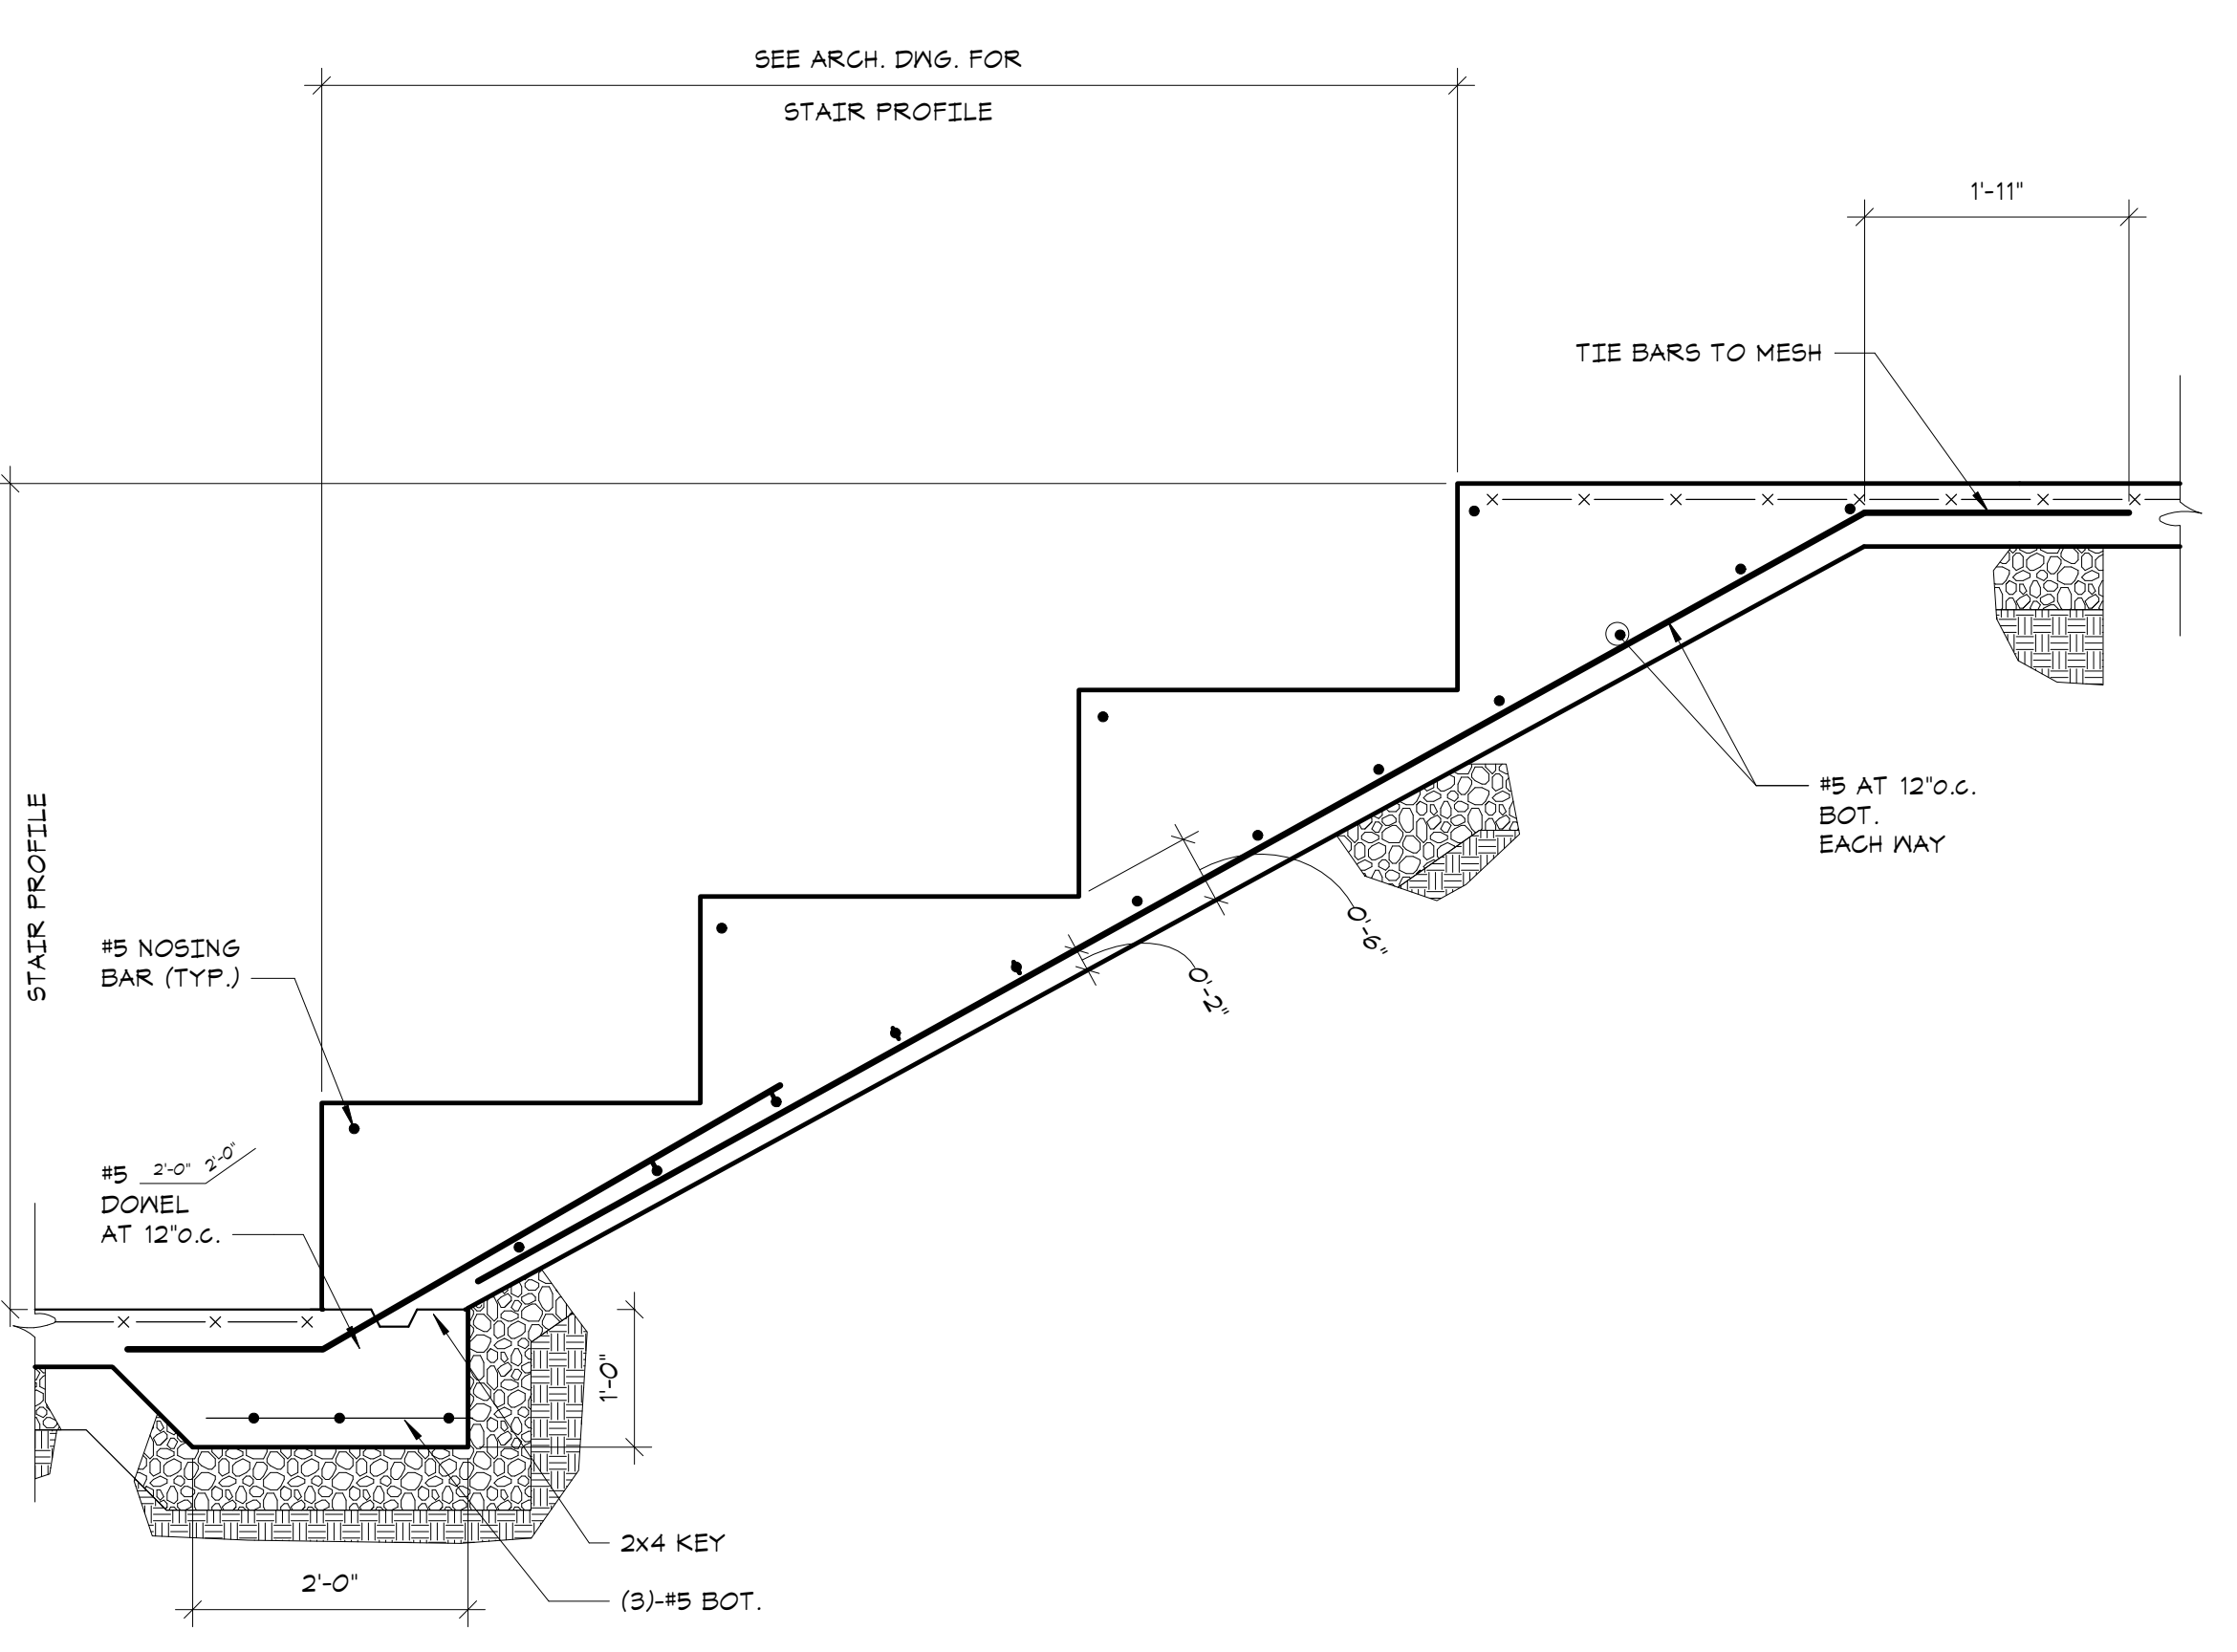 SEE ARCH. DWG. FOR
STAIR PROFILE
1'-11"
TIE BARS TO MESH
#5 AT 12"o.c.
BOT.
EACH WAY
STAIR PROFILE
0'-6"
0'-2"
#5 NOSING
BAR (TYP.)
#5 2'-0" 2'-0"
DOWEL
AT 12"o.c.
1'-0"
2x4 KEY
2'-0"
(3)-#5 BOT.